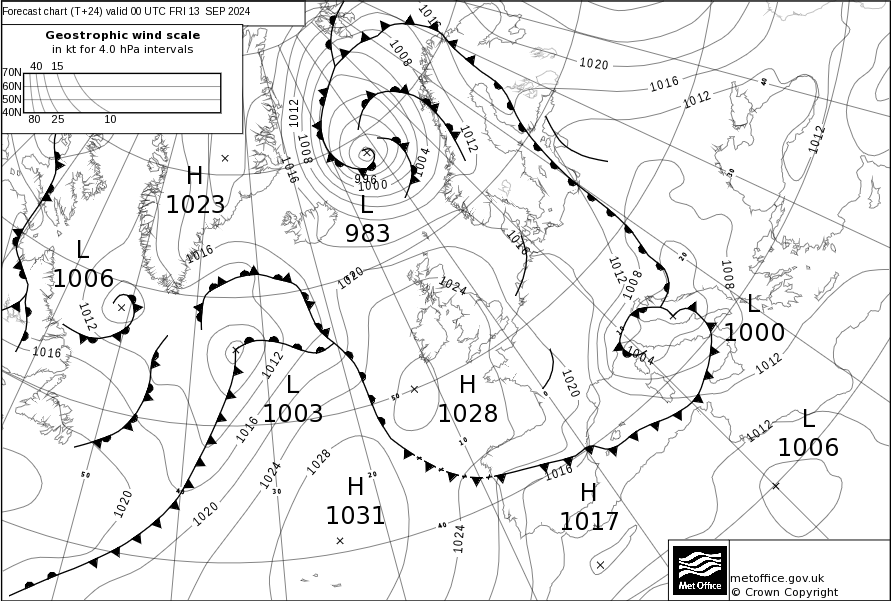 Forecast chart (T+24) valid 00 UTC FRI 13 SEP 2024
Geostrophic wind scale
in kt for 4.0 hPa intervals
40 15
70N
60N
50N
40N
80 25 10
1016
1008
1020
1016
1012
1012
1012
1008
1016
1012
1004
996
1000
L
983
H
1023
L
1006
1012
1016
1016
1020
1024
1016
1012
1008
1008
L
1000
1004
1012
1012
L
1006
L
1003
1012
1016
1024
1028
1020
1020
H
1028
1020
H
1031
1024
1016
H
1017
40
30
20
10
0
50
10
20
40
30
40
50
Met Office
metoffice.gov.uk
© Crown Copyright